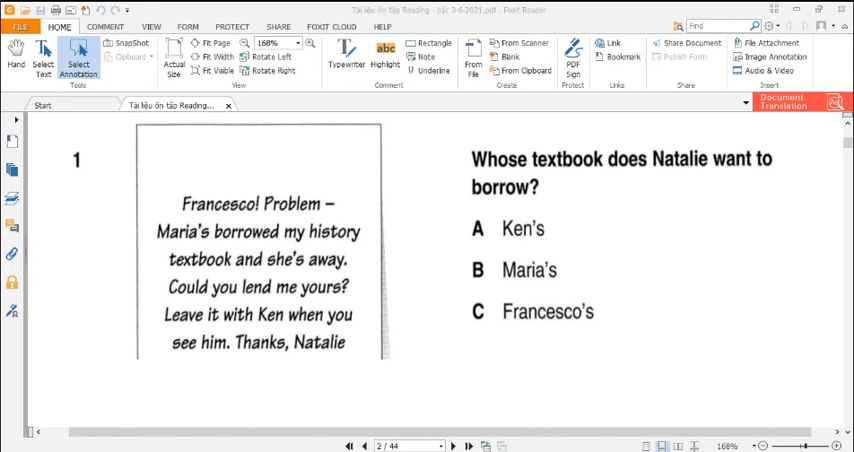 Tài liệu ôn tập Reading - bậc 3-6-2021.pdf - Foxit Reader
FILE HOME COMMENT VIEW FORM PROTECT SHARE FOXIT CLOUD HELP
Find
Hand
Select Text
Select Annotation
SnapShot
Clipboard
Tools
Actual Size
Fit Page
Fit Width
Fit Visible
168%
Rotate Left
Rotate Right
View
Typewriter
Highlight
Rectangle
Note
Underline
Comment
From File
From Scanner
Blank
From Clipboard
Create
PDF Sign
Protect
Link
Bookmark
Links
Share Document
Publish Form
Share
File Attachment
Image Annotation
Audio & Video
Insert
Start
Tài liệu ôn tập Reading...
Document Translation
1
Francesco! Problem –
Maria's borrowed my history
textbook and she's away.
Could you lend me yours?
Leave it with Ken when you
see him. Thanks, Natalie
Whose textbook does Natalie want to
borrow?
A Ken's
B Maria's
C Francesco's
2 / 44
168%